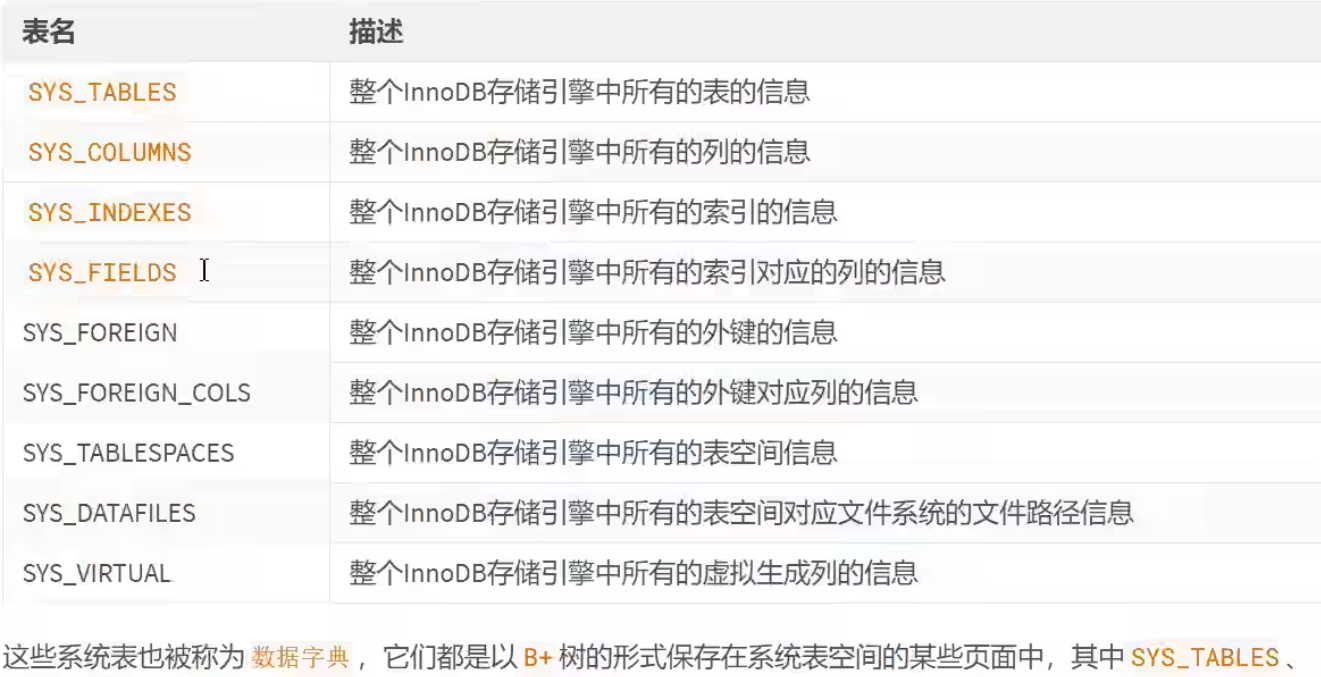 表名 描述
SYS_TABLES 整个InnoDB存储引擎中所有的表的信息
SYS_COLUMNS 整个InnoDB存储引擎中所有的列的信息
SYS_INDEXES 整个InnoDB存储引擎中所有的索引的信息
SYS_FIELDS 整个InnoDB存储引擎中所有的索引对应的列的信息
SYS_FOREIGN 整个InnoDB存储引擎中所有的外键的信息
SYS_FOREIGN_COLS 整个InnoDB存储引擎中所有的外键对应列的信息
SYS_TABLESPACES 整个InnoDB存储引擎中所有的表空间信息
SYS_DATAFILES 整个InnoDB存储引擎中所有的表空间对应文件系统的文件路径信息
SYS_VIRTUAL 整个InnoDB存储引擎中所有的虚拟生成列的信息
这些系统表也被称为 数据字典 ，它们都是以 B+ 树的形式保存在系统表空间的某些页面中，其中 SYS_TABLES 、